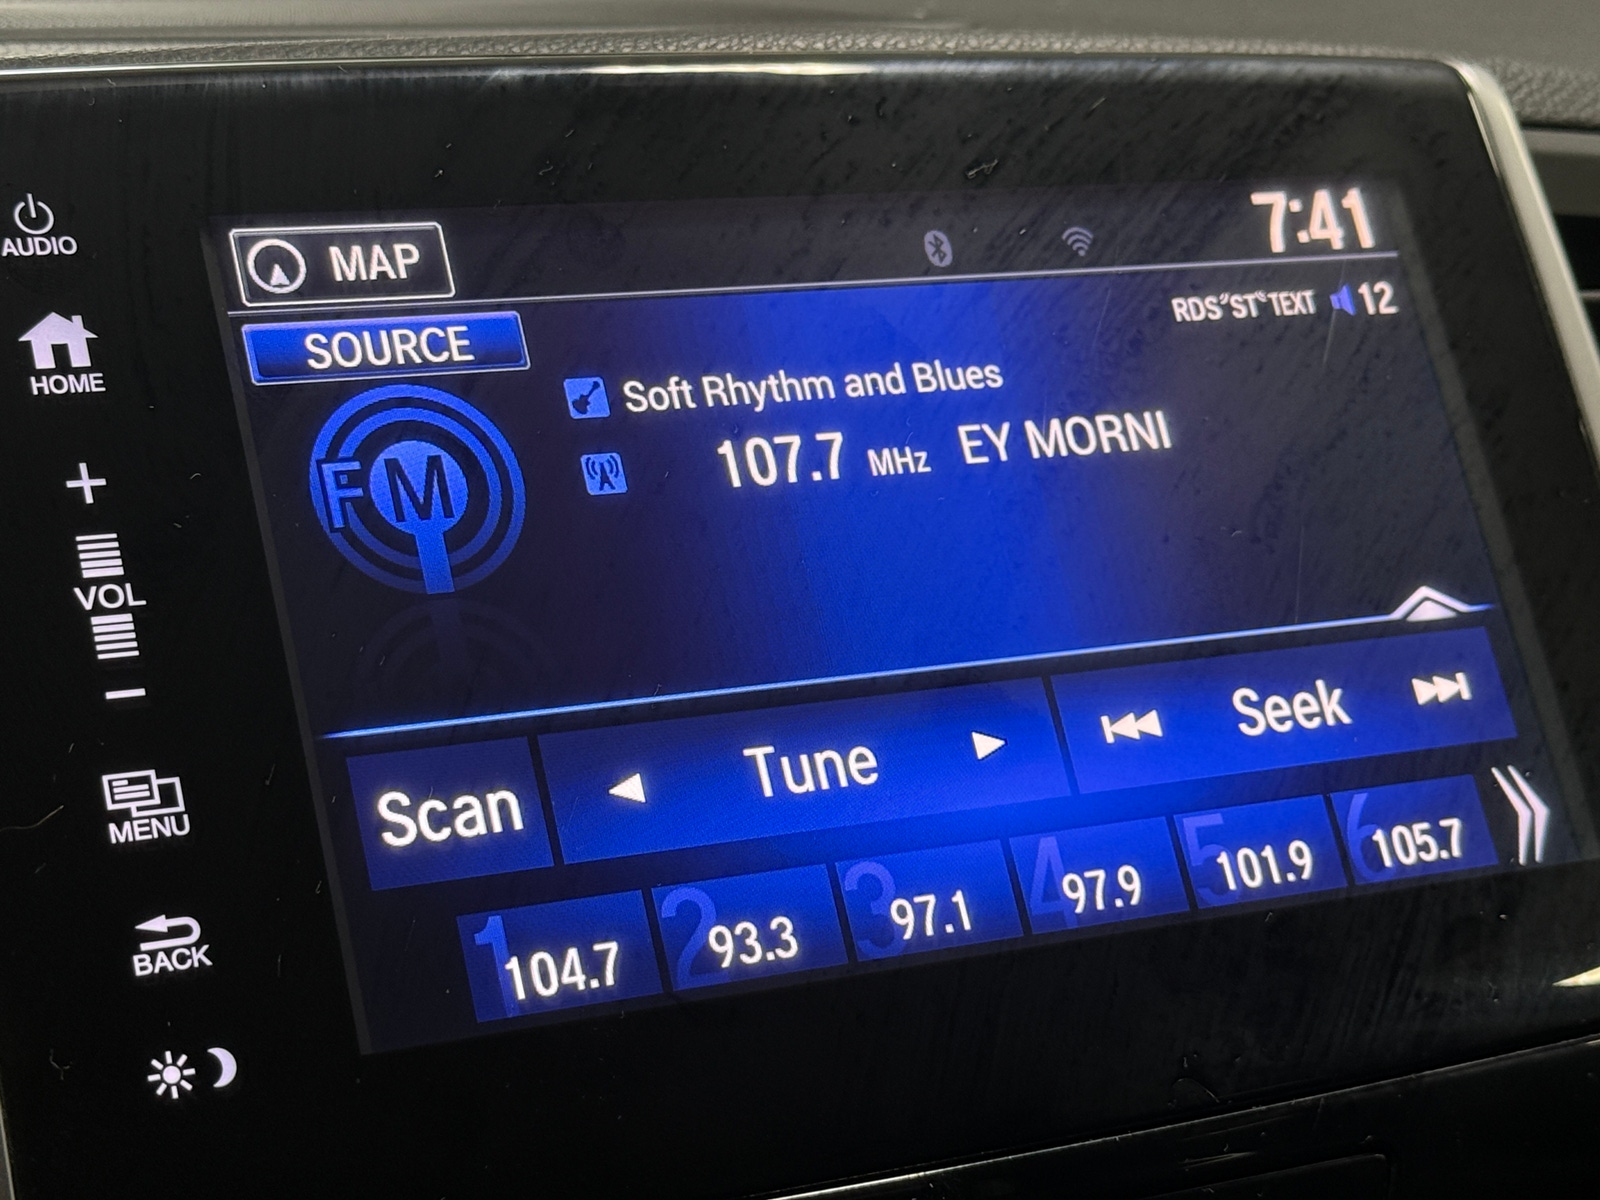 AUDIO
HOME
+
VOL
−
MENU
BACK
MAP
7:41
SOURCE
RDS ST TEXT 12
FM
Soft Rhythm and Blues
107.7 MHz EY MORNI
Scan
Tune
Seek
1 104.7
2 93.3
3 97.1
4 97.9
5 101.9
6 105.7